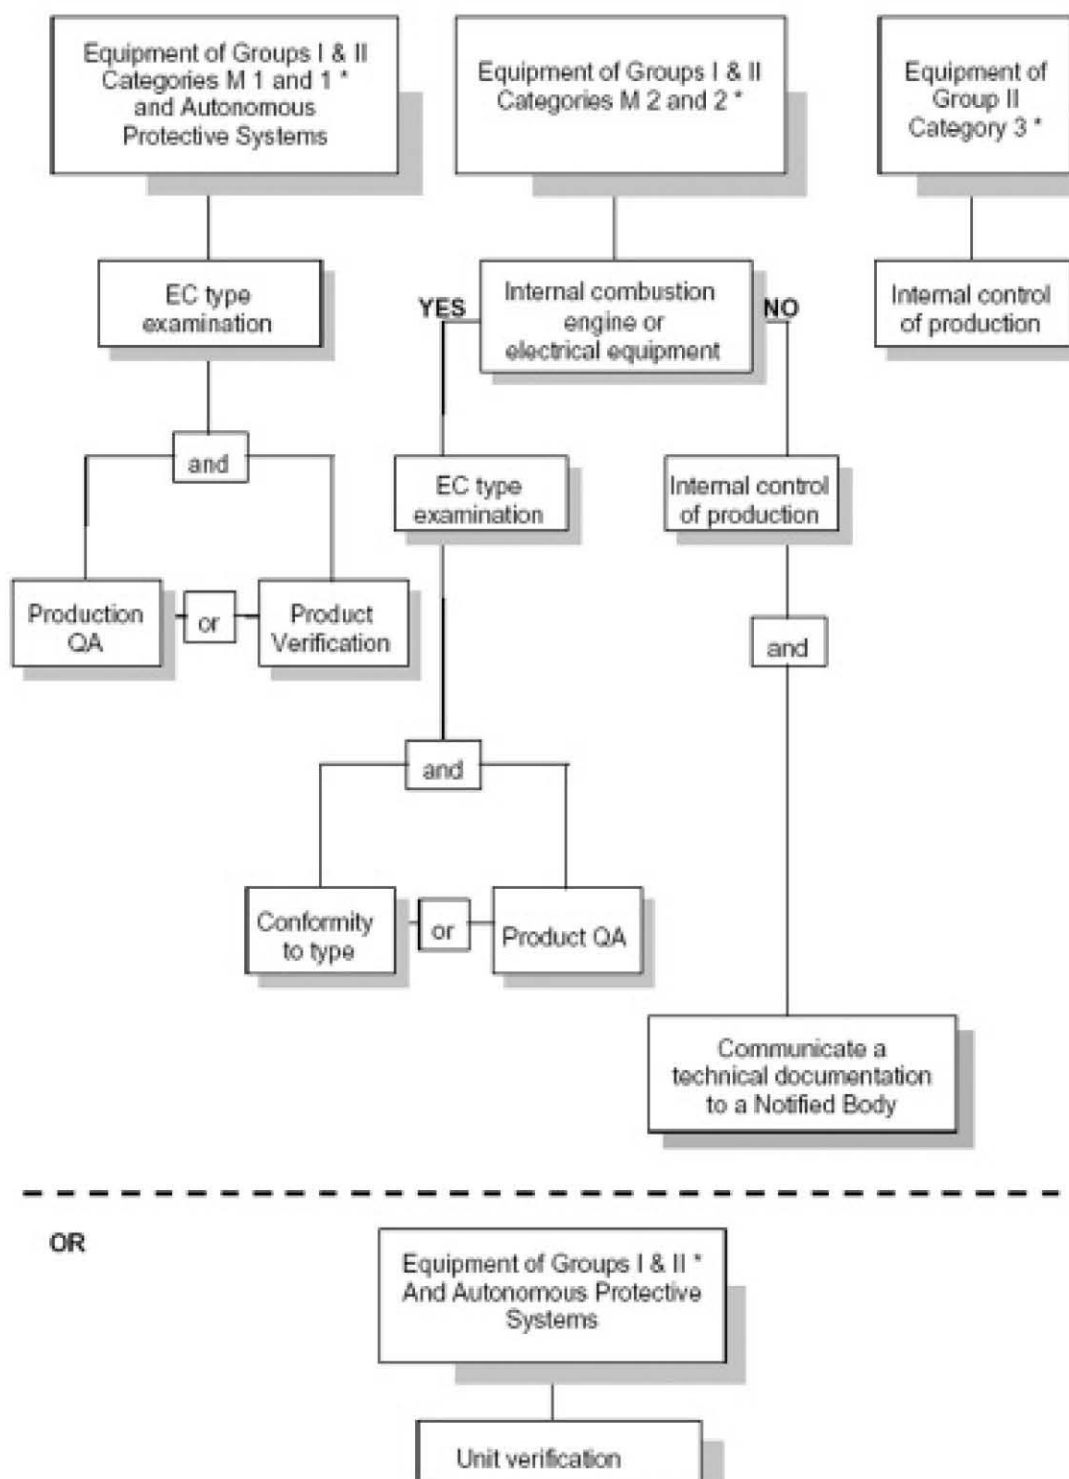 Equipment of Groups I & II
Categories M 1 and 1 *
and Autonomous
Protective Systems
Equipment of Groups I & II
Categories M 2 and 2 *
Equipment of
Group II
Category 3 *
EC type
examination
YES
Internal combustion
engine or
electrical equipment
NO
Internal control
of production
and
EC type
examination
Internal control
of production
Production
QA
or
Product
Verification
and
and
Conformity
to type
or
Product QA
Communicate a
technical documentation
to a Notified Body
OR
Equipment of Groups I & II *
And Autonomous Protective
Systems
Unit verification